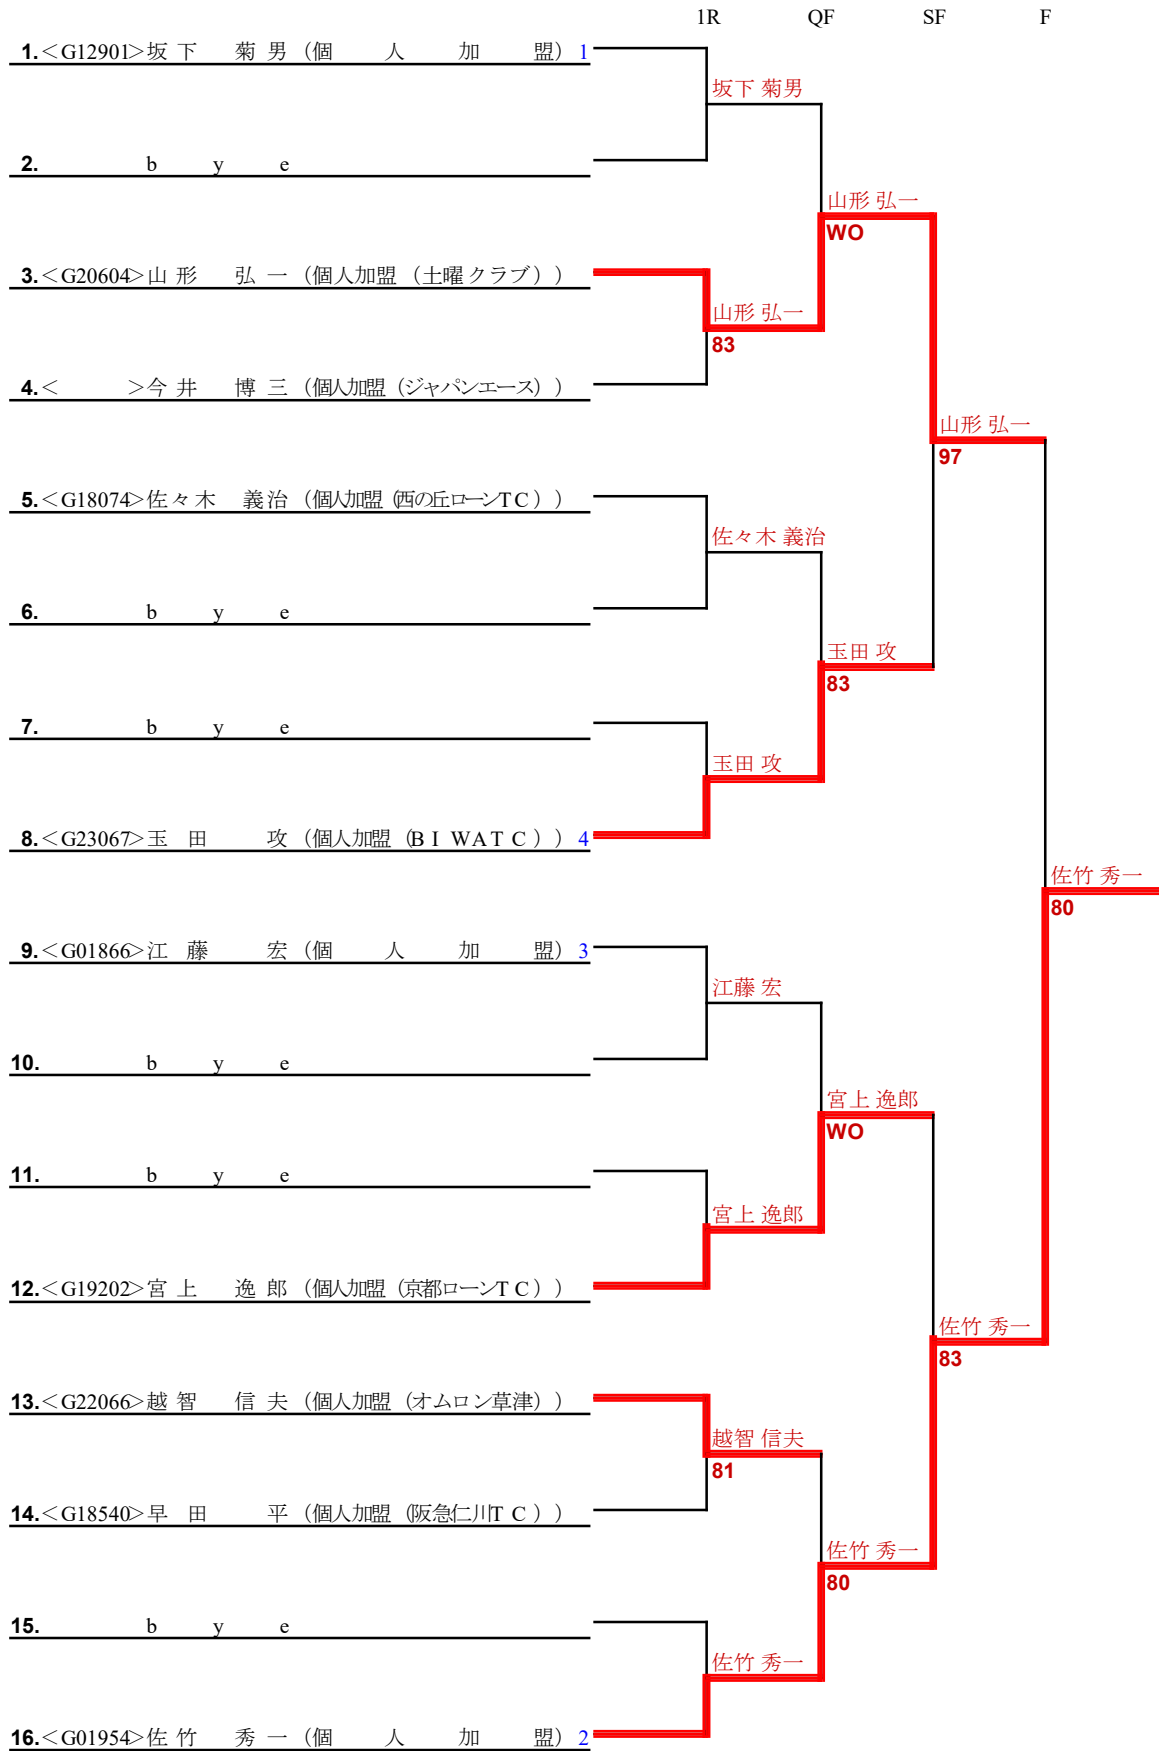 1R QF SF F
1.＜G12901＞坂下 菊男（個 人 加 盟）1
坂下 菊男
2. b y e
山形 弘一
WO
3.＜G20604＞山形 弘一（個人加盟（土曜クラブ））
山形 弘一
83
4.＜ ＞今井 博三（個人加盟（ジャパンエース））
山形 弘一
97
5.＜G18074＞佐々木 義治（個人加盟（西の丘ローンTC））
佐々木 義治
6. b y e
玉田 攻
83
7. b y e
玉田 攻
8.＜G23067＞玉田 攻（個人加盟（BIWATC））4
佐竹 秀一
80
9.＜G01866＞江藤 宏（個 人 加 盟）3
江藤 宏
10. b y e
宮上 逸郎
WO
11. b y e
宮上 逸郎
12.＜G19202＞宮上 逸郎（個人加盟（京都ローンTC））
佐竹 秀一
83
13.＜G22066＞越智 信夫（個人加盟（オムロン草津））
越智 信夫
81
14.＜G18540＞早田 平（個人加盟（阪急仁川TC））
佐竹 秀一
80
15. b y e
佐竹 秀一
16.＜G01954＞佐竹 秀一（個 人 加 盟）2